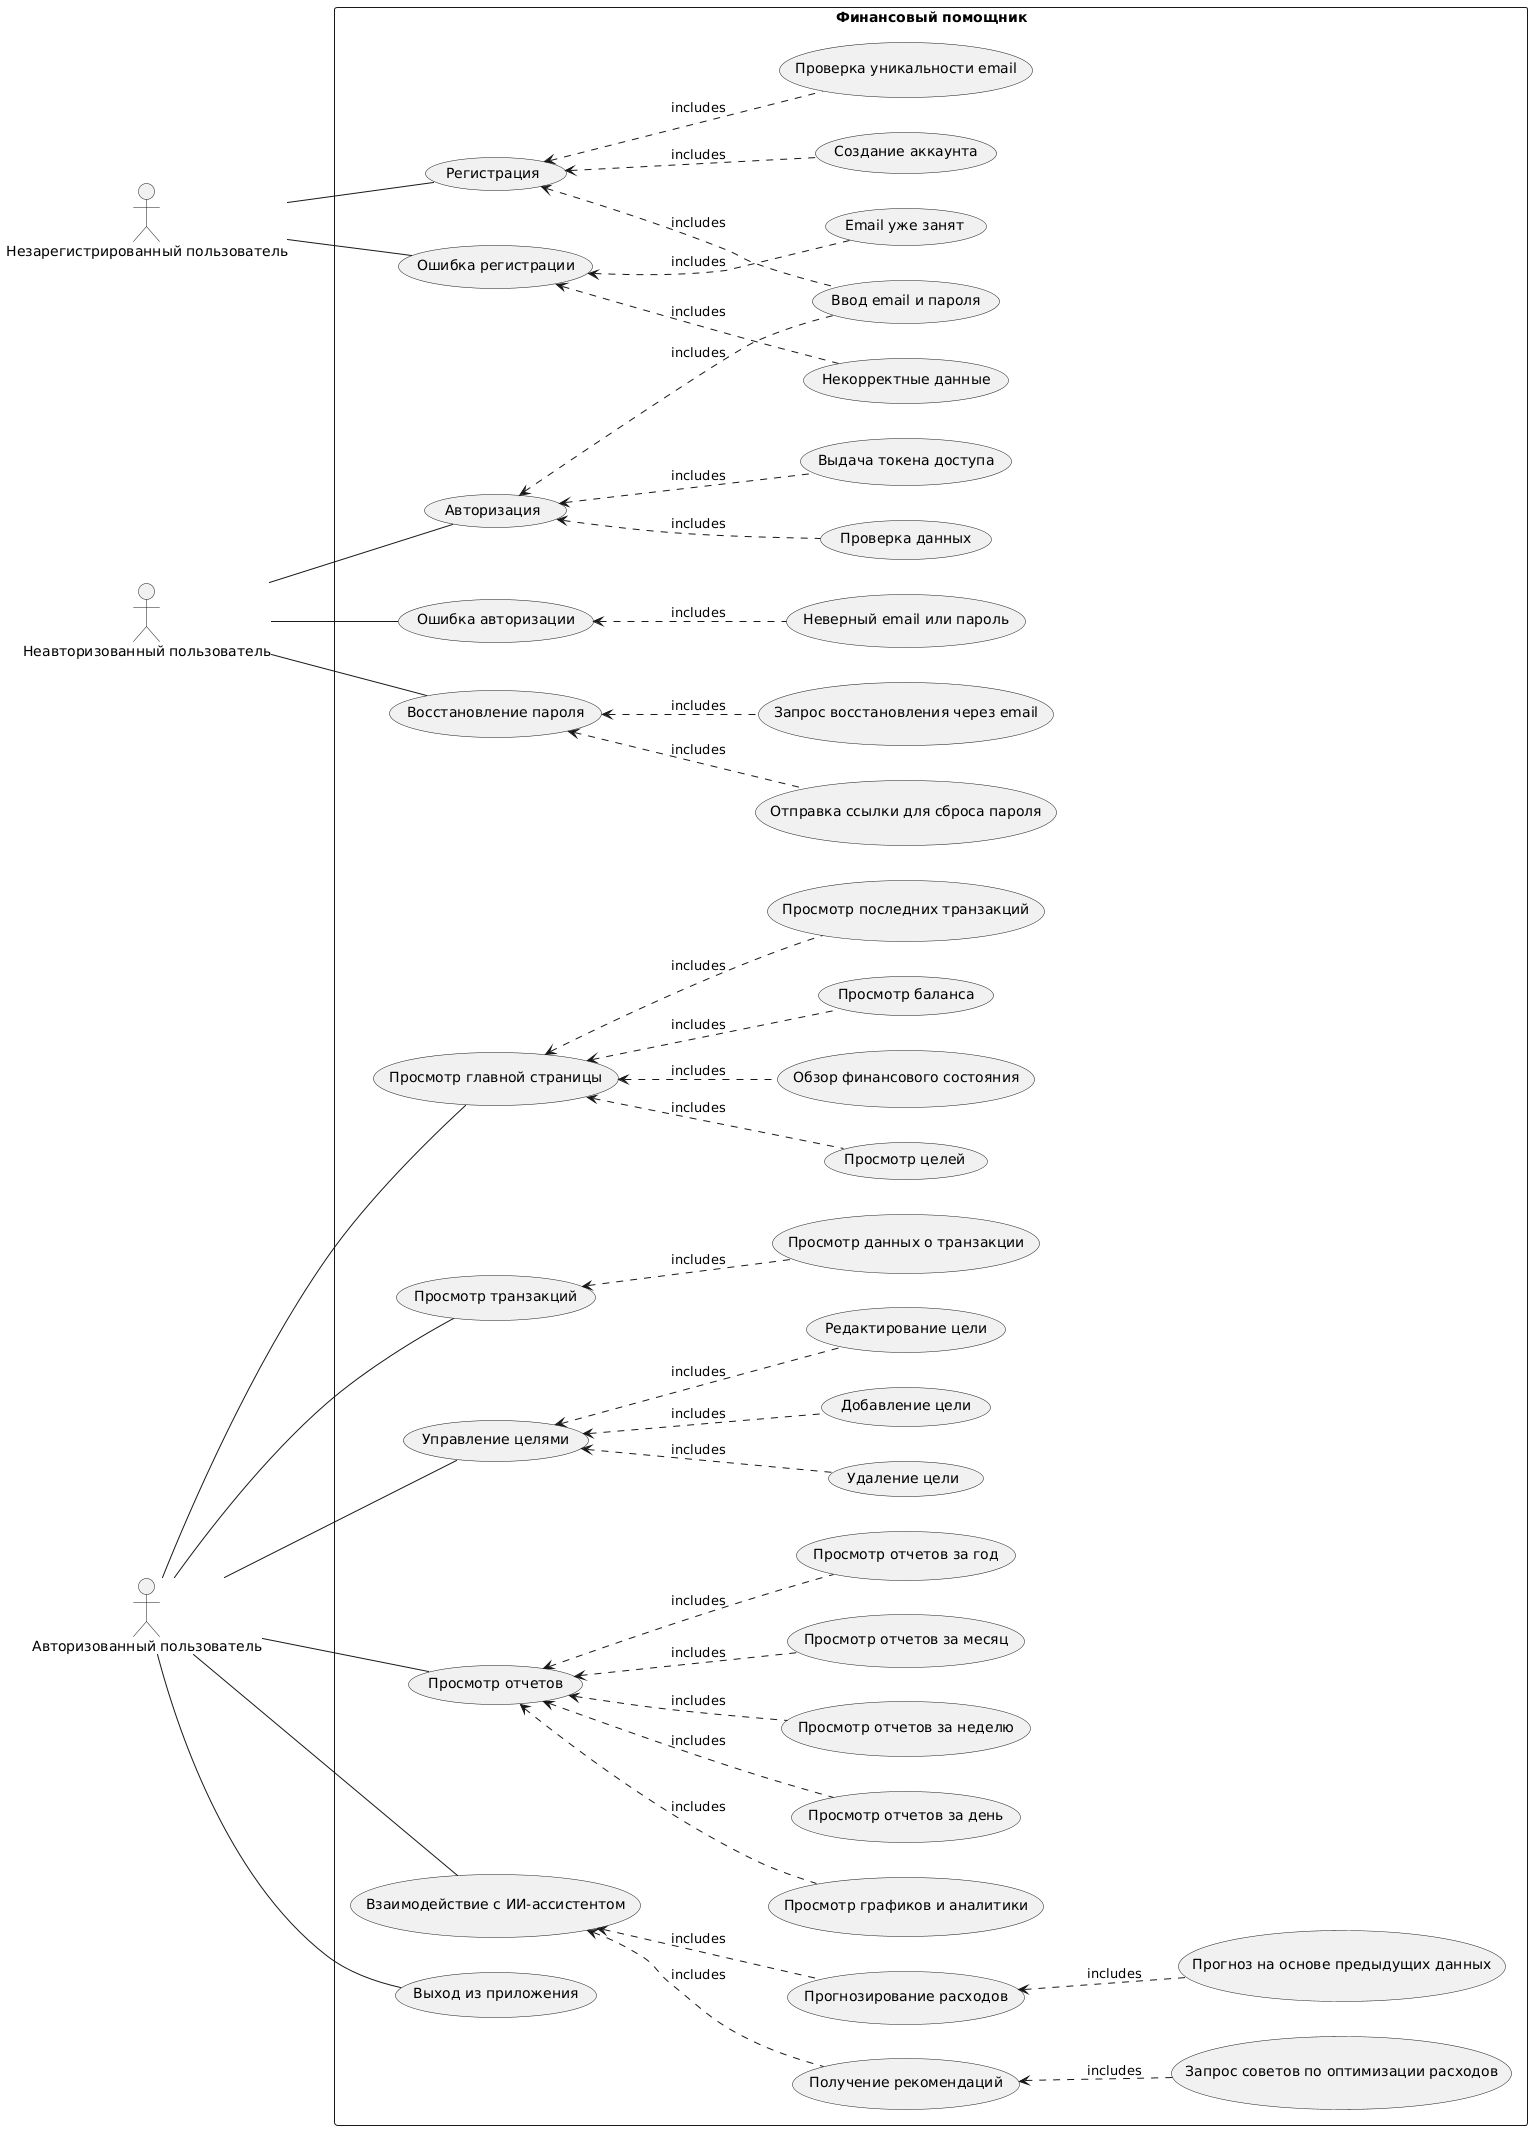 Финансовый помощник
Проверка уникальности email
includes
Создание аккаунта
includes
Регистрация
includes
Email уже занят
Незарегистрированный пользователь
includes
Ошибка регистрации
Ввод email и пароля
includes
includes
Некорректные данные
Выдача токена доступа
includes
Авторизация
includes
Проверка данных
includes
Ошибка авторизации
Неверный email или пароль
Неавторизованный пользователь
includes
Восстановление пароля
Запрос восстановления через email
includes
Отправка ссылки для сброса пароля
Просмотр последних транзакций
includes
Просмотр баланса
includes
includes
Просмотр главной страницы
Обзор финансового состояния
includes
Просмотр целей
Просмотр данных о транзакции
includes
Просмотр транзакций
Редактирование цели
includes
Добавление цели
includes
Управление целями
includes
Удаление цели
Просмотр отчетов за год
includes
Авторизованный пользователь
Просмотр отчетов за месяц
includes
Просмотр отчетов
includes
Просмотр отчетов за неделю
includes
includes
Просмотр отчетов за день
Взаимодействие с ИИ-ассистентом
Просмотр графиков и аналитики
includes
Прогноз на основе предыдущих данных
includes
includes
Выход из приложения
Прогнозирование расходов
includes
Запрос советов по оптимизации расходов
Получение рекомендаций